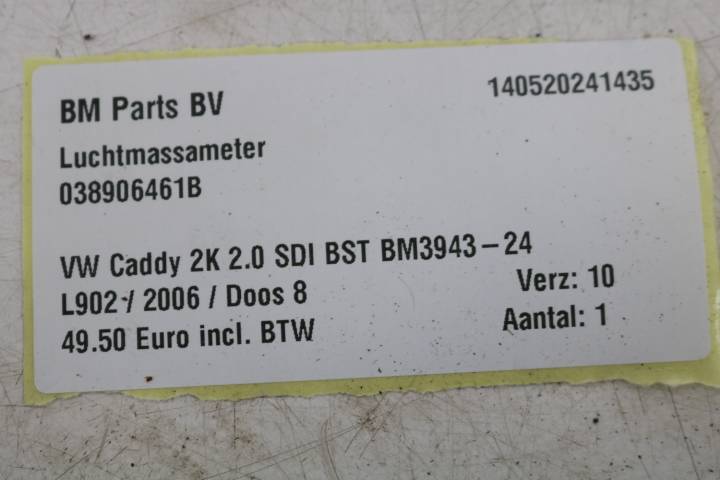 BM Parts BV
140520241435
Luchtmassameter
038906461B
VW Caddy 2K 2.0 SDI BST BM3943-24
L902-/ 2006 / Doos 8
Verz: 10
49.50 Euro incl. BTW
Aantal: 1